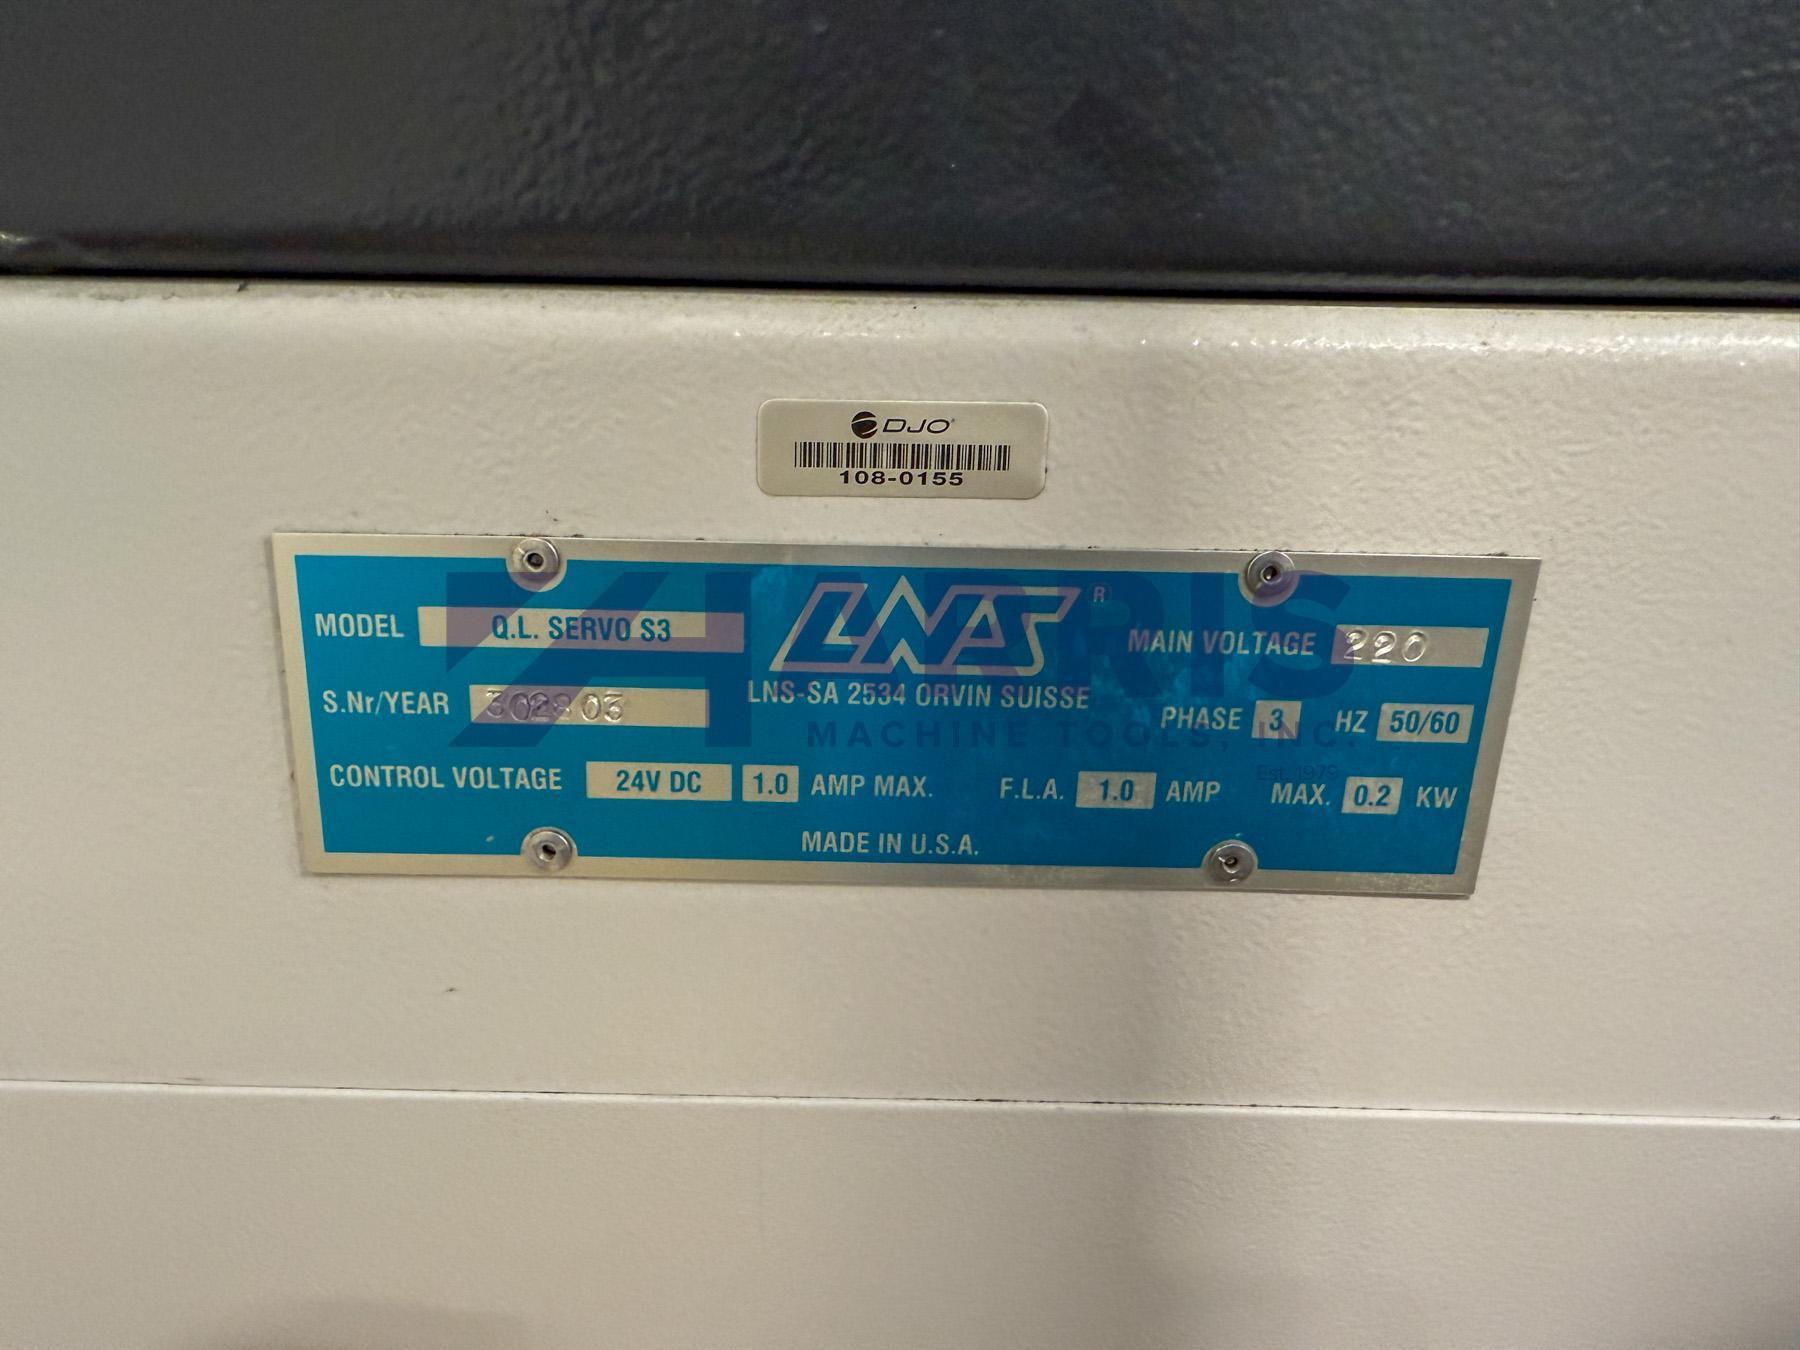 DJO
108-0155
MODEL Q.L. SERVO S3
LNS ®
MAIN VOLTAGE 220
S.Nr/YEAR 302803
LNS-SA 2534 ORVIN SUISSE
PHASE 3 HZ 50/60
CONTROL VOLTAGE 24V DC 1.0 AMP MAX. F.L.A. 1.0 AMP MAX. 0.2 KW
MADE IN U.S.A.
HARRIS
MACHINE TOOLS, INC.
Est. 1979